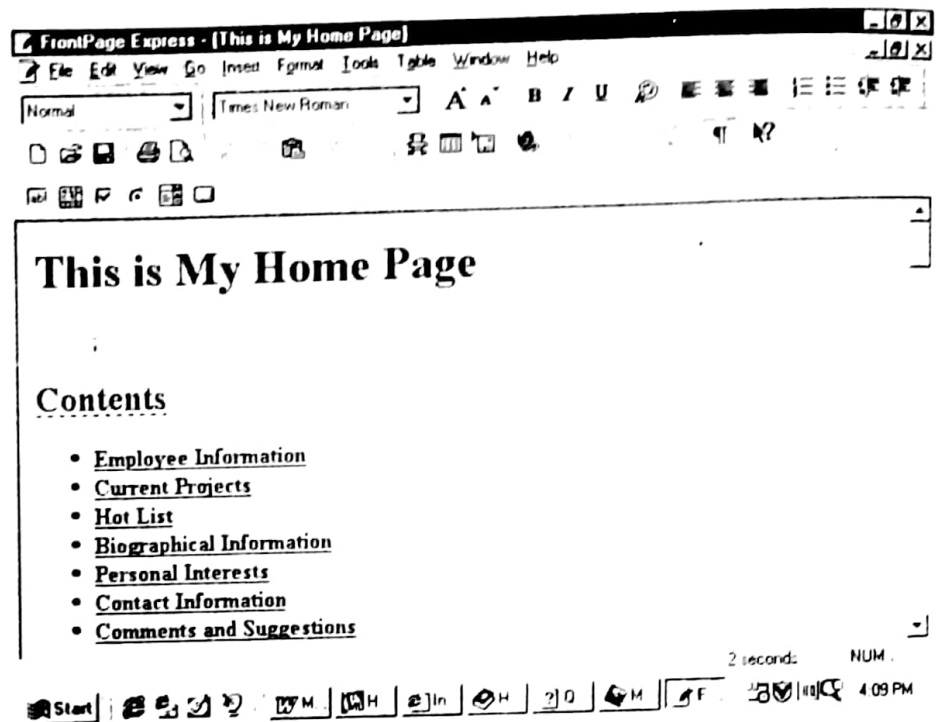 FrontPage Express - [This is My Home Page]
File Edit View Go Insert Format Tools Table Window Help
Normal Times New Roman A A B I U
abl
This is My Home Page
Contents
• Employee Information
• Current Projects
• Hot List
• Biographical Information
• Personal Interests
• Contact Information
• Comments and Suggestions
2 seconds NUM
Start M H In H M F 4:09 PM